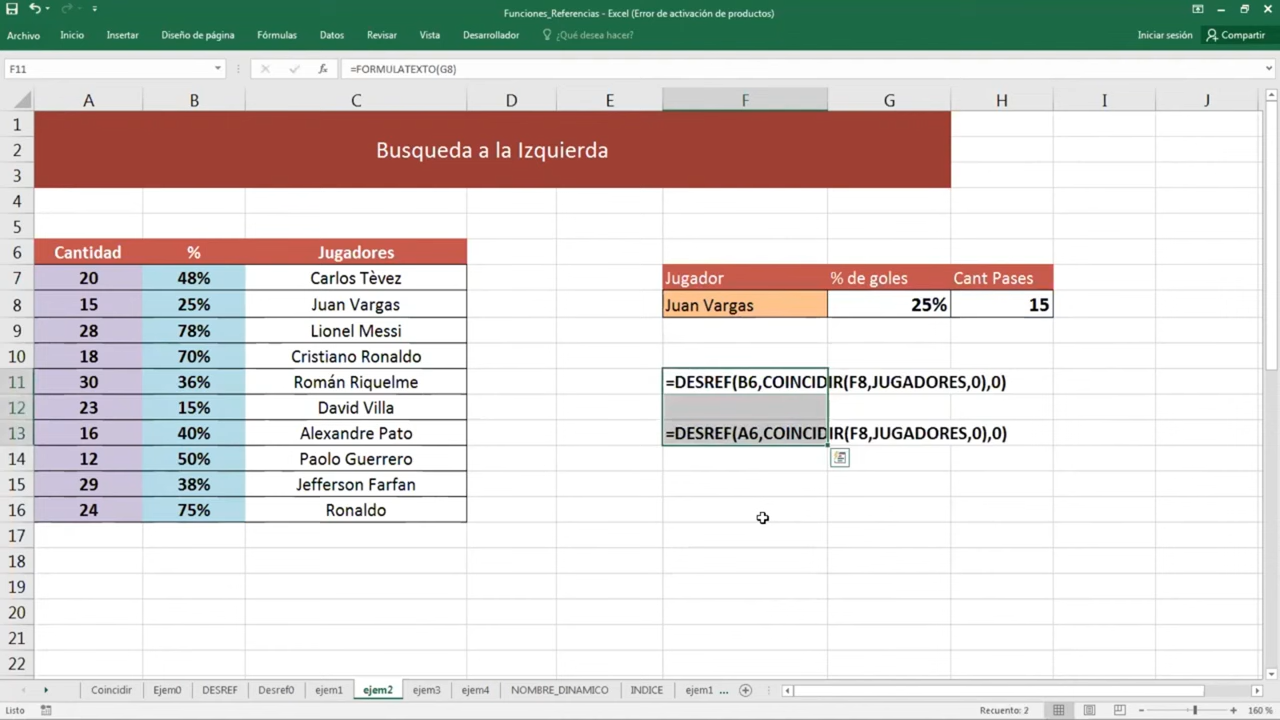 Funciones_Referencias - Excel (Error de activación de productos)
Archivo Inicio Insertar Diseño de página Fórmulas Datos Revisar Vista Desarrollador ¿Qué desea hacer? Iniciar sesión Compartir
F11 fx =FORMULATEXTO(G8)
A B C D E F G H I J
1
2 Busqueda a la Izquierda
3
4
5
6 Cantidad % Jugadores
7 20 48% Carlos Tèvez Jugador % de goles Cant Pases
8 15 25% Juan Vargas Juan Vargas 25% 15
9 28 78% Lionel Messi
10 18 70% Cristiano Ronaldo
11 30 36% Román Riquelme =DESREF(B6,COINCIDIR(F8,JUGADORES,0),0)
12 23 15% David Villa
13 16 40% Alexandre Pato =DESREF(A6,COINCIDIR(F8,JUGADORES,0),0)
14 12 50% Paolo Guerrero
15 29 38% Jefferson Farfan
16 24 75% Ronaldo
17
18
19
20
21
22
Coincidir Ejem0 DESREF Desref0 ejem1 ejem2 ejem3 ejem4 NOMBRE_DINAMICO INDICE ejem1 ...
Listo Recuento: 2 160 %